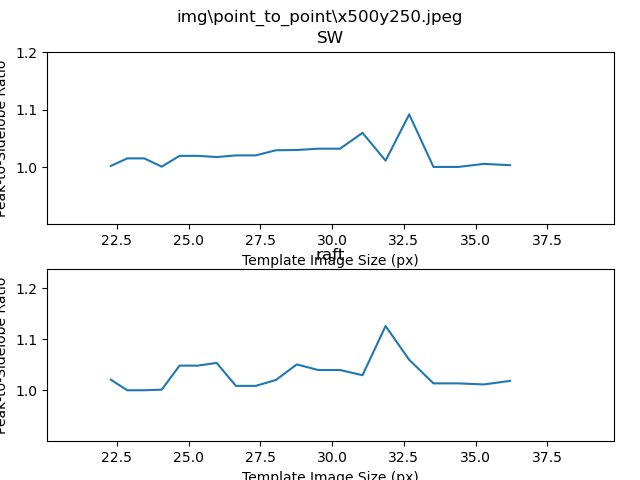 img\point_to_point\x500y250.jpeg
SW
Peak-to-Sidelobe Ratio
1.2
1.1
1.0
22.5 25.0 27.5 30.0 32.5 35.0 37.5
Template Image Size (px)
raft
Peak-to-Sidelobe Ratio
1.2
1.1
1.0
22.5 25.0 27.5 30.0 32.5 35.0 37.5
Template Image Size (px)